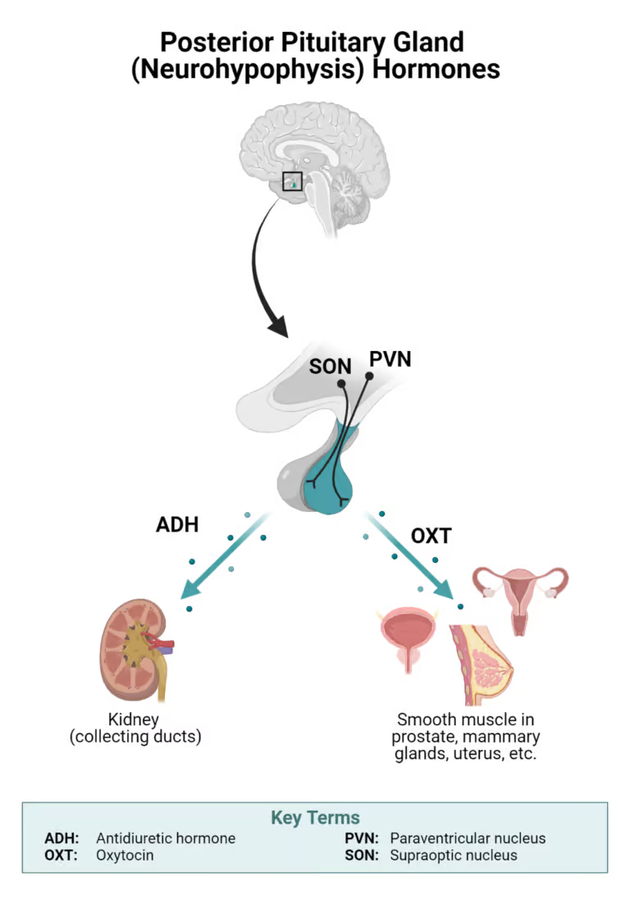 Posterior Pituitary Gland
(Neurohypophysis) Hormones
SON PVN
ADH
OXT
Kidney
(collecting ducts)
Smooth muscle in
prostate, mammary
glands, uterus, etc.
Key Terms
ADH: Antidiuretic hormone
OXT: Oxytocin
PVN: Paraventricular nucleus
SON: Supraoptic nucleus